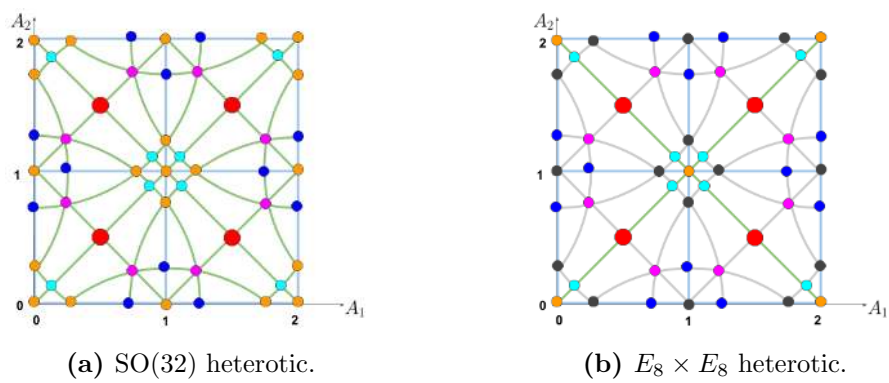 A₂ A₂
2 2
1 1
0 0
0 1 2 A₁ 0 1 2 A₁
(a) SO(32) heterotic. (b) E₈ × E₈ heterotic.